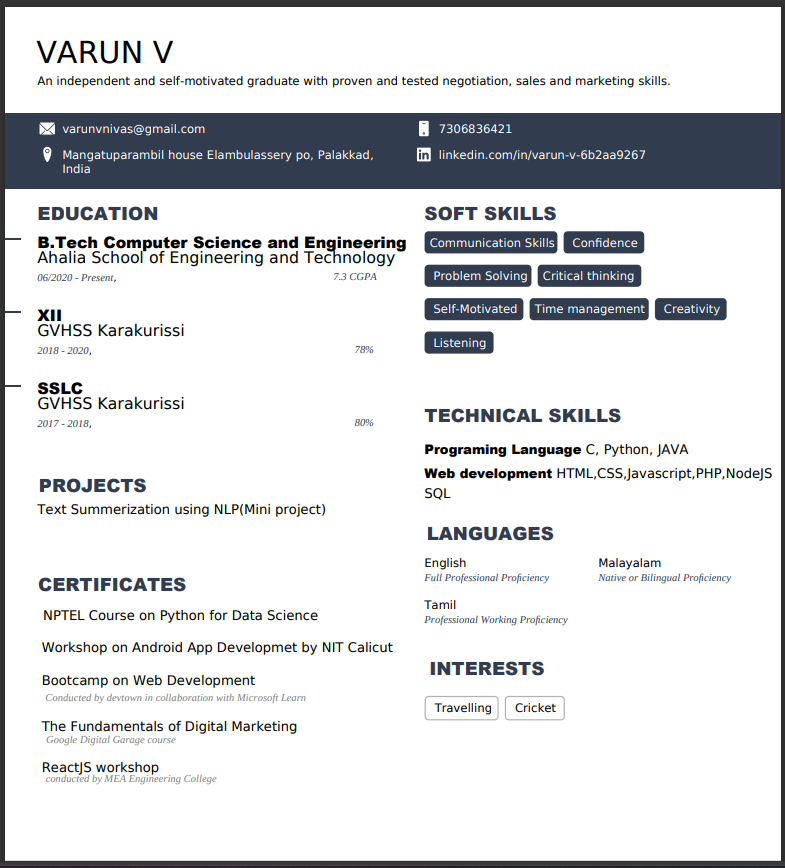 VARUN V
An independent and self-motivated graduate with proven and tested negotiation, sales and marketing skills.
varunvnivas@gmail.com
7306836421
Mangatuparambil house Elambulassery po, Palakkad,
India
linkedin.com/in/varun-v-6b2aa9267
EDUCATION
B.Tech Computer Science and Engineering
Ahalia School of Engineering and Technology
06/2020 - Present,
7.3 CGPA
XII
GVHSS Karakurissi
2018 - 2020,
78%
SSLC
GVHSS Karakurissi
2017 - 2018,
80%
PROJECTS
Text Summerization using NLP(Mini project)
CERTIFICATES
NPTEL Course on Python for Data Science
Workshop on Android App Developmet by NIT Calicut
Bootcamp on Web Development
Conducted by devtown in collaboration with Microsoft Learn
The Fundamentals of Digital Marketing
Google Digital Garage course
ReactJS workshop
conducted by MEA Engineering College
SOFT SKILLS
Communication Skills Confidence
Problem Solving Critical thinking
Self-Motivated Time management Creativity
Listening
TECHNICAL SKILLS
Programing Language C, Python, JAVA
Web development HTML,CSS,Javascript,PHP,NodeJS
SQL
LANGUAGES
English
Full Professional Proficiency
Malayalam
Native or Bilingual Proficiency
Tamil
Professional Working Proficiency
INTERESTS
Travelling Cricket